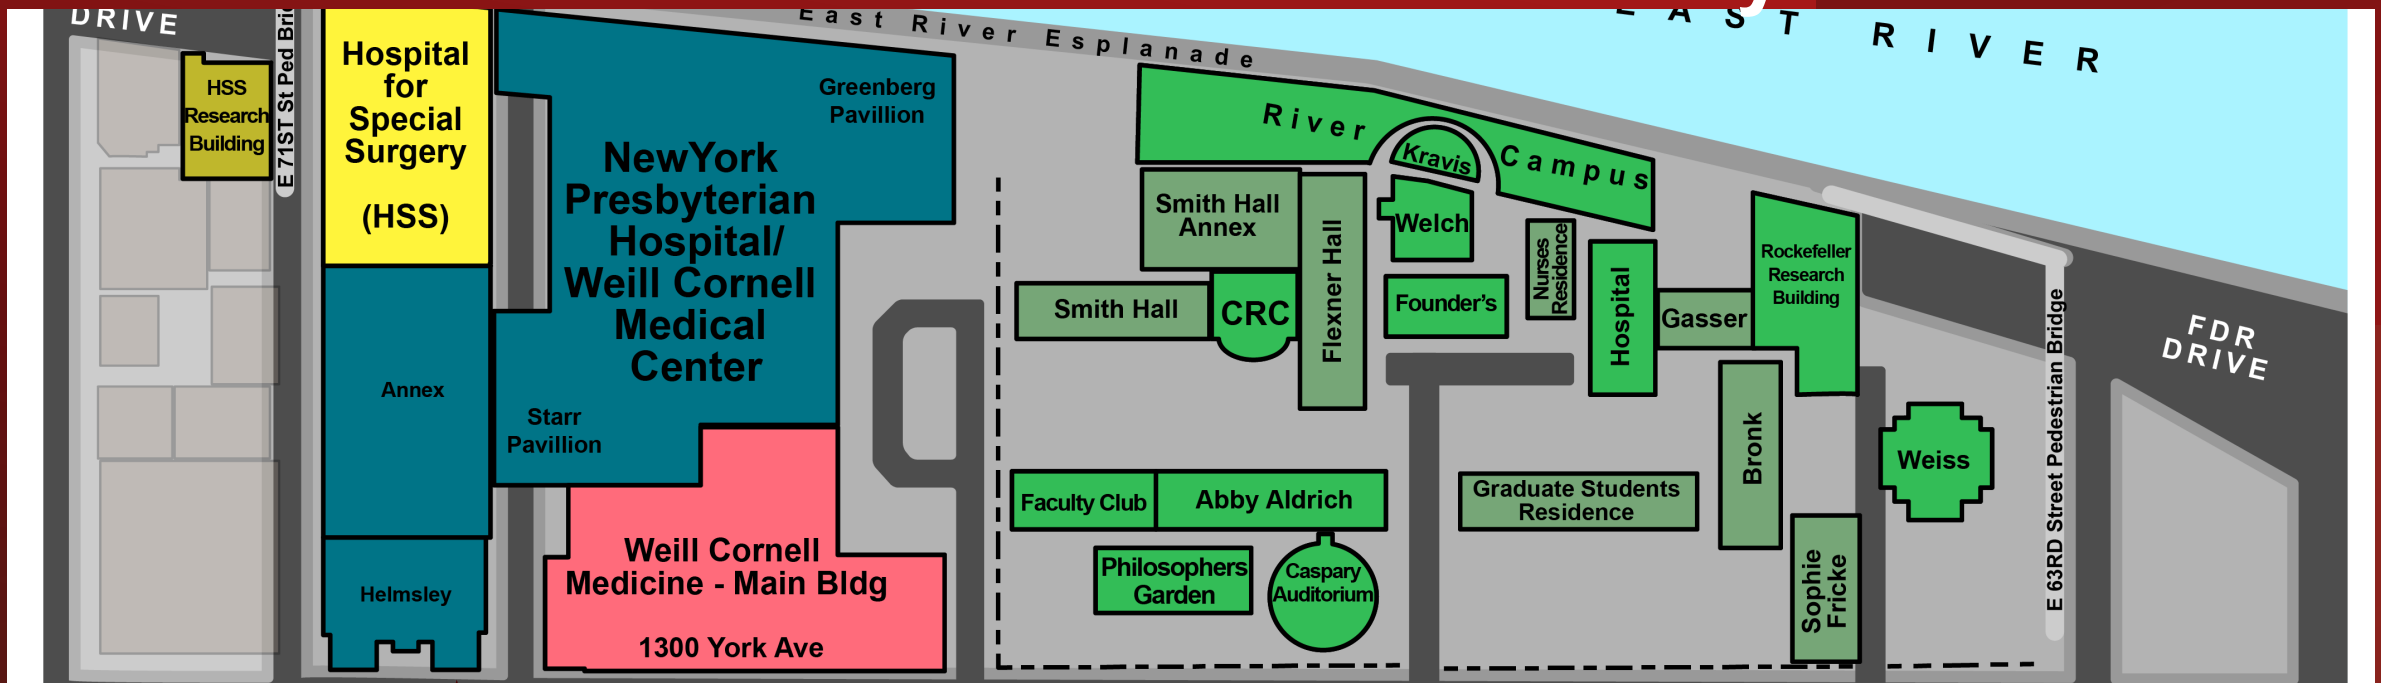 DRIVE
HSS
Research
Building
E 71ST St Ped
Hospital
for
Special
Surgery
(HSS)
Annex
Helmsley
Greenberg
Pavillion
NewYork
Presbyterian
Hospital/
Weill Cornell
Medical
Center
Starr
Pavillion
Weill Cornell
Medicine - Main Bldg
1300 York Ave
East River Esplanade
EAST RIVER
River Campus
Kravis
Smith Hall
Annex
Welch
Smith Hall
CRC
Flexner Hall
Founder's
Nurses
Residence
Hospital
Gasser
Rockefeller
Research
Building
Faculty Club
Abby Aldrich
Philosophers
Garden
Caspary
Auditorium
Graduate Students
Residence
Bronk
Sophie
Fricke
Weiss
E 63RD Street Pedestrian Bridge
FDR
DRIVE